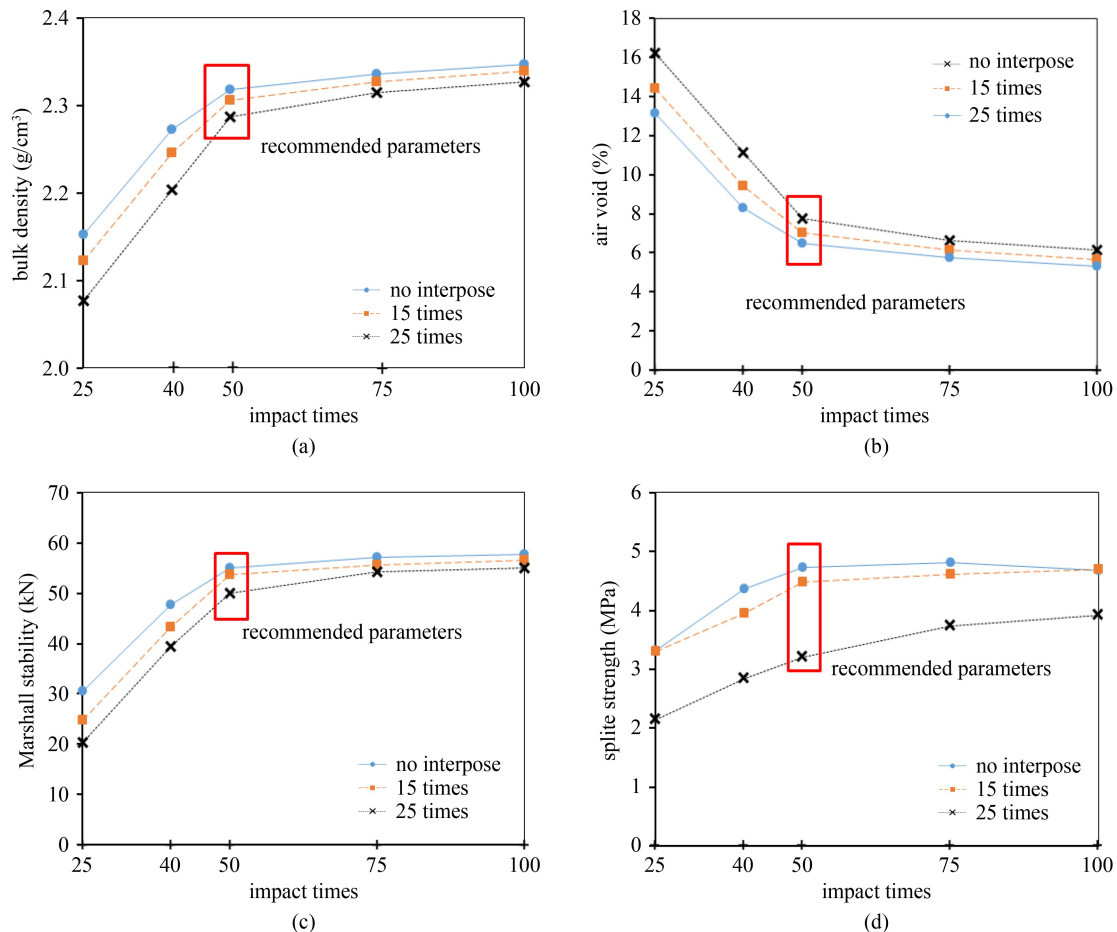 2.4
2.3
2.2
2.1
2.0
bulk density (g/cm³)
recommended parameters
no interpose
15 times
25 times
25 40 50 75 100
impact times
(a)
18
16
14
12
10
8
6
4
2
0
air void (%)
no interpose
15 times
25 times
recommended parameters
25 40 50 75 100
impact times
(b)
70
60
50
40
30
20
10
0
Marshall stability (kN)
recommended parameters
no interpose
15 times
25 times
25 40 50 75 100
impact times
(c)
6
5
4
3
2
1
0
splite strength (MPa)
recommended parameters
no interpose
15 times
25 times
25 40 50 75 100
impact times
(d)